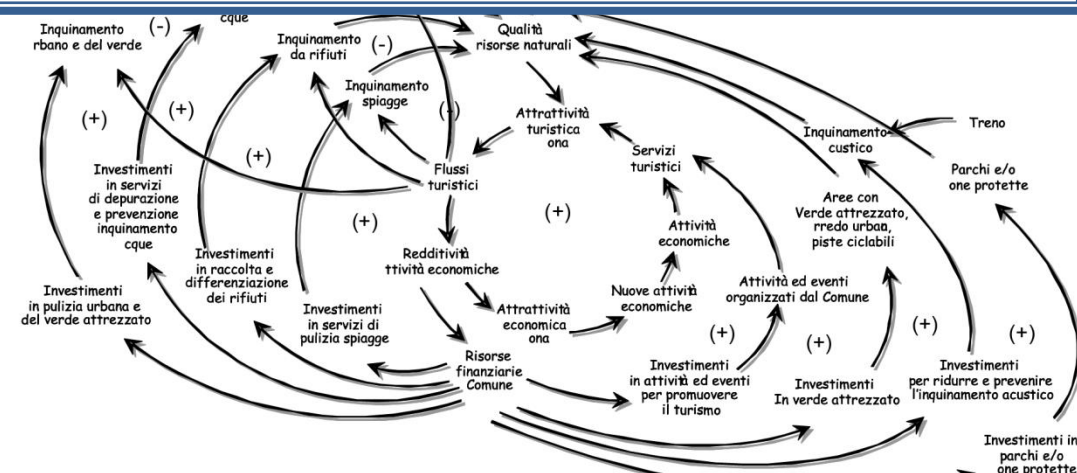 cque
Inquinamento
rbano e del verde
(-)
Inquinamento
da rifiuti
(-)
Qualità
risorse naturali
Inquinamento
spiagge
(-)
(+)
(+)
(+)
Attrattività
turistica
ona
Servizi
turistici
Inquinamento
custico
Treno
Parchi e/o
one protette
Flussi
turistici
Investimenti
in servizi
di depurazione
e prevenzione
inquinamento
cque
(+)
(+)
Attività
economiche
Aree con
Verde attrezzato,
rredo urban,
piste ciclabili
Redditività
ttività economiche
Investimenti
in raccolta e
differenziazione
dei rifiuti
Investimenti
in pulizia urbana e
del verde attrezzato
Investimenti
in servizi di
pulizia spiagge
Attrattività
economica
ona
Nuove attività
economiche
Attività ed eventi
organizzati dal Comune
(+)
(+)
(+)
(+)
Risorse
finanziarie
Comune
Investimenti
in attività ed eventi
per promuovere
il turismo
Investimenti
In verde attrezzato
Investimenti
per ridurre e prevenire
l'inquinamento acustico
Investimenti in
parchi e/o
one protette